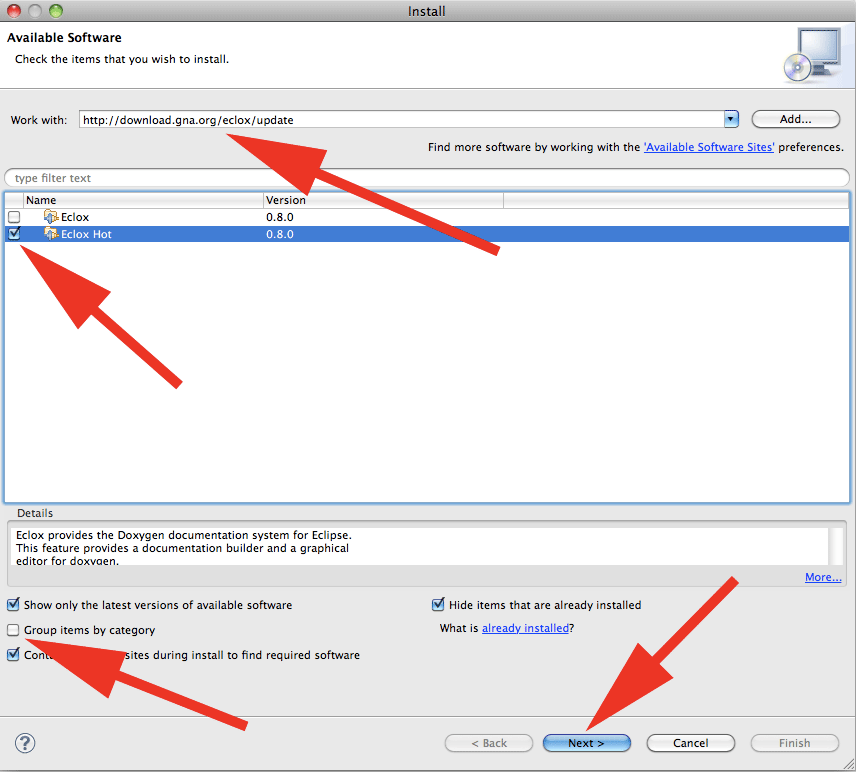 Install
Available Software
Check the items that you wish to install.
Work with: http://download.gna.org/eclox/update Add...
Find more software by working with the 'Available Software Sites' preferences.
type filter text
Name Version
Eclox 0.8.0
Eclox Hot 0.8.0
Details
Eclox provides the Doxygen documentation system for Eclipse.
This feature provides a documentation builder and a graphical
editor for doxygen.
More...
Show only the latest versions of available software Hide items that are already installed
Group items by category What is already installed?
sites during install to find required software
? < Back Next > Cancel Finish